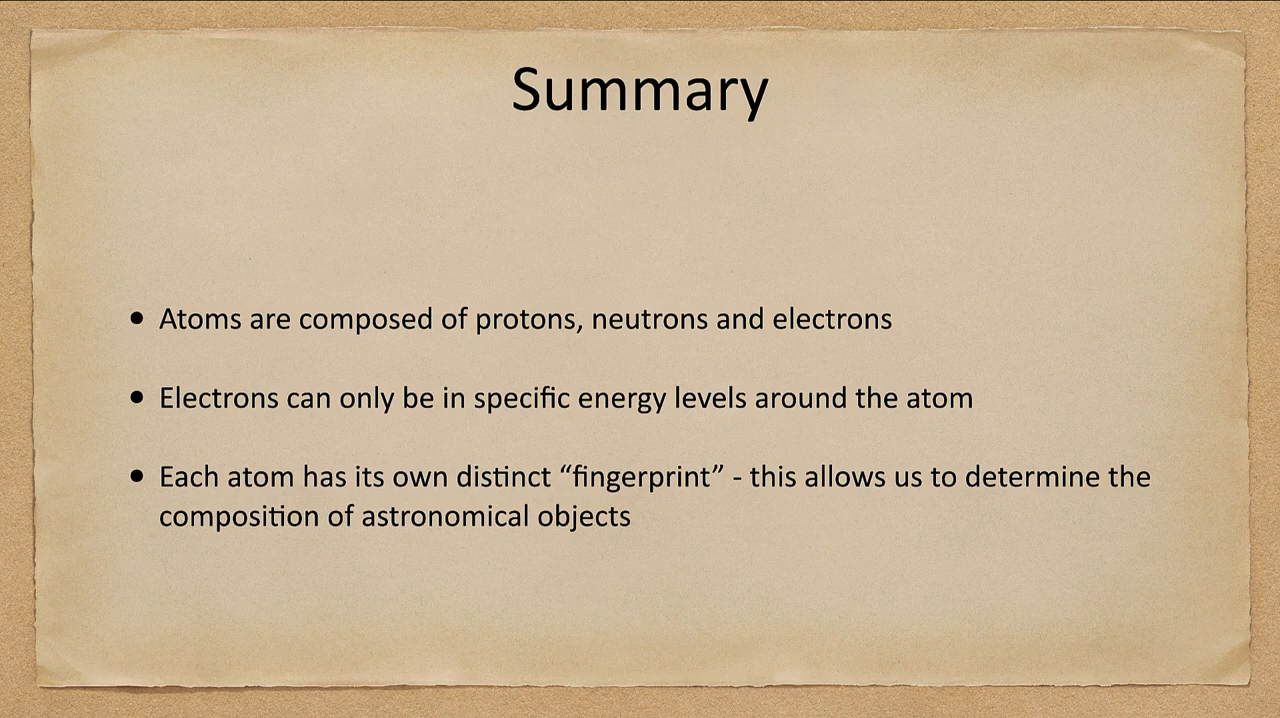 Summary
• Atoms are composed of protons, neutrons and electrons
• Electrons can only be in specific energy levels around the atom
• Each atom has its own distinct “fingerprint” - this allows us to determine the
composition of astronomical objects